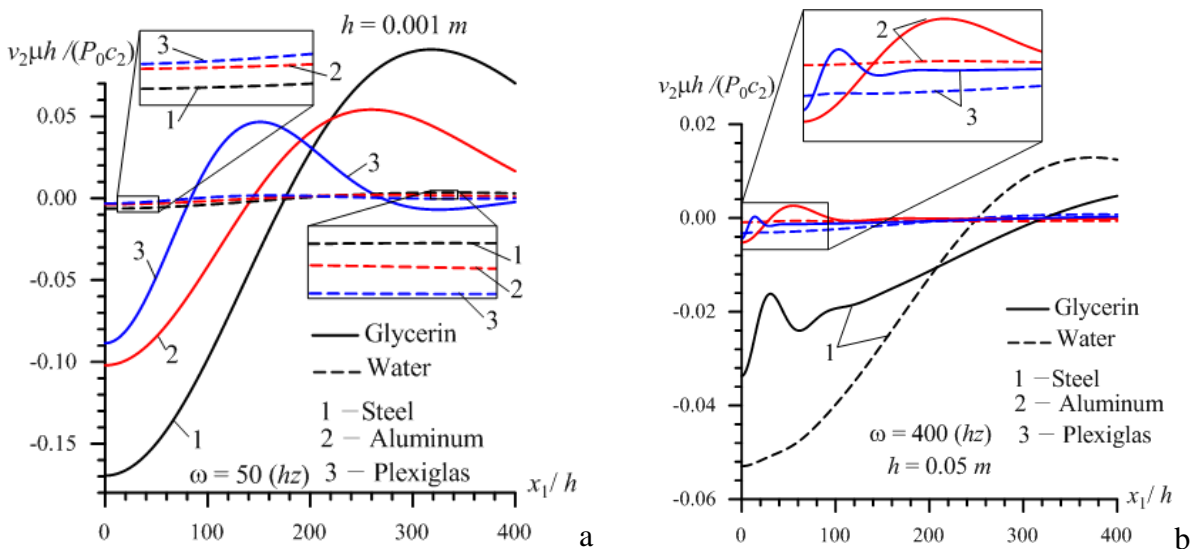 h = 0.001 m
v₂μh /(P₀c₂)
3
2
1
0.05
0.00
-0.05
-0.10
-0.15
3
3
1
2
3
2
1
Glycerin
Water
1 – Steel
2 – Aluminum
3 – Plexiglas
ω = 50 (hz)
x₁/ h
0
100
200
300
400
a
v₂μh /(P₀c₂)
2
3
0.02
0.00
-0.02
-0.04
-0.06
1
Glycerin
Water
1 – Steel
2 – Aluminum
3 – Plexiglas
ω = 400 (hz)
h = 0.05 m
x₁/ h
0
100
200
300
400
b